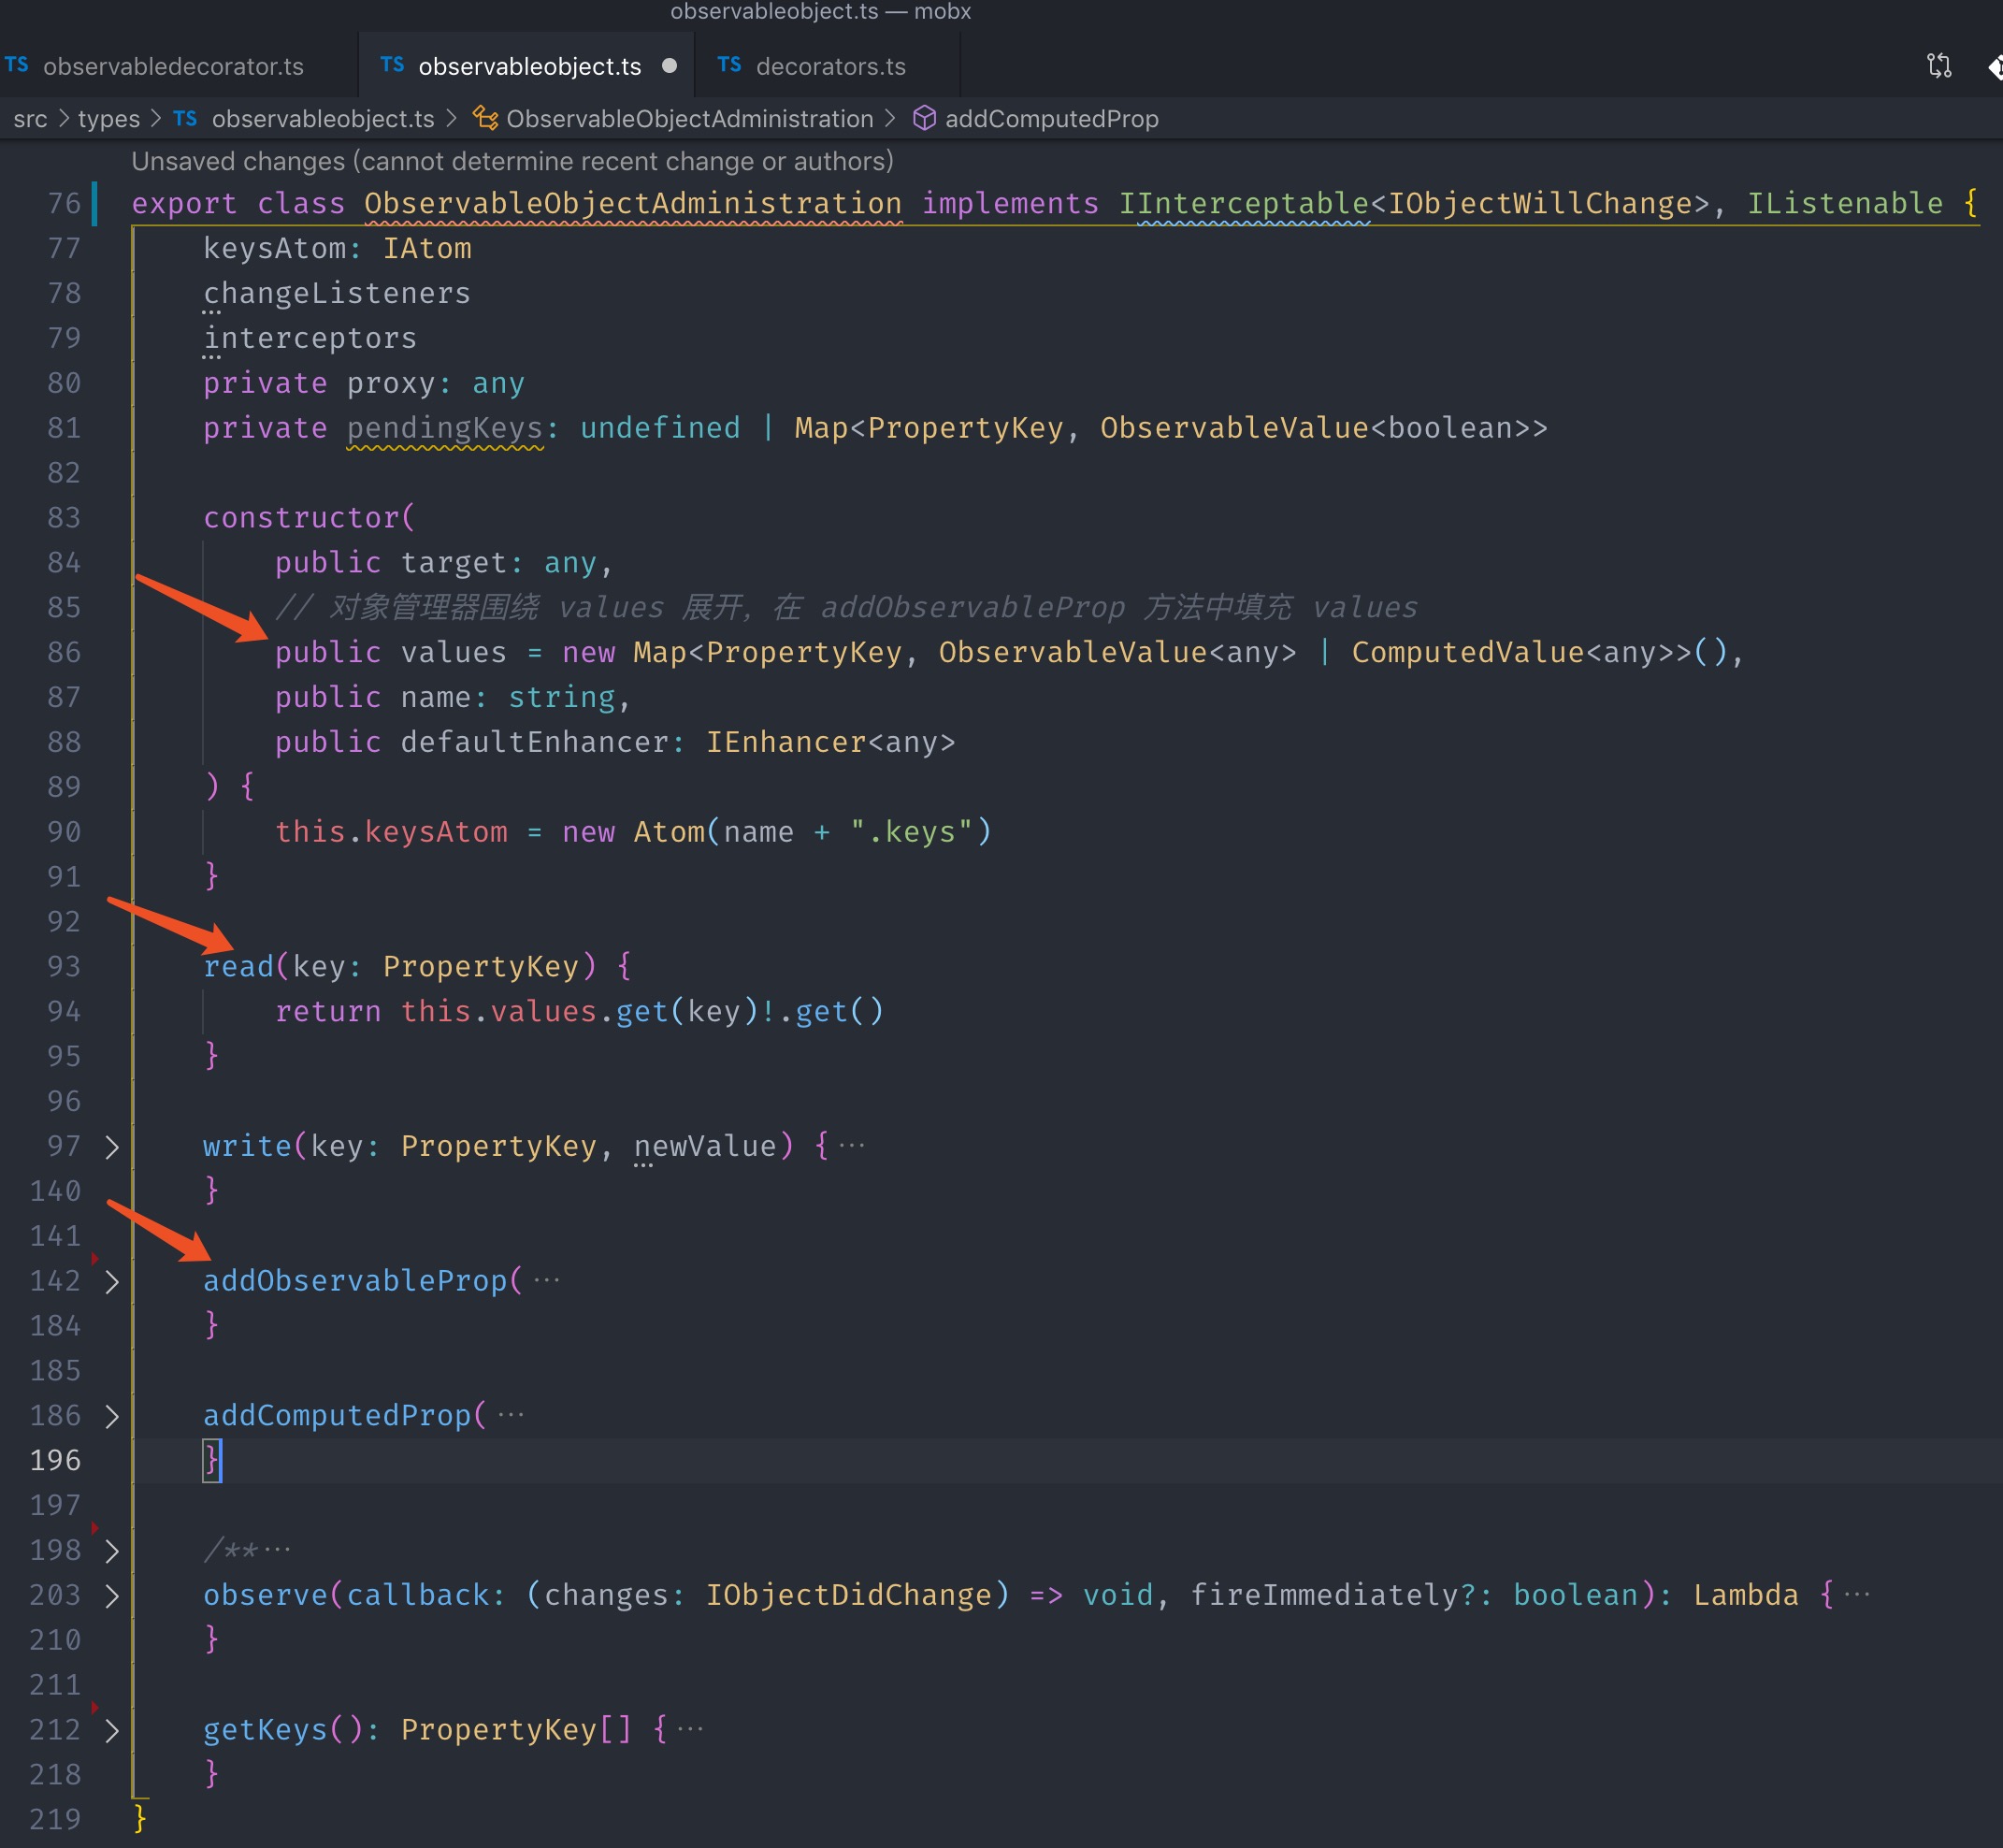 observableobject.ts — mobx
TS observabledecorator.ts TS observableobject.ts TS decorators.ts
src > types > TS observableobject.ts > ObservableObjectAdministration > addComputedProp
Unsaved changes (cannot determine recent change or authors)
76 export class ObservableObjectAdministration implements IInterceptable<IObjectWillChange>, IListenable {
77 keysAtom: IAtom
78 changeListeners
79 interceptors
80 private proxy: any
81 private pendingKeys: undefined | Map<PropertyKey, ObservableValue<boolean>>
82
83 constructor(
84 public target: any,
85 // 对象管理器围绕 values 展开，在 addObservableProp 方法中填充 values
86 public values = new Map<PropertyKey, ObservableValue<any> | ComputedValue<any>>(),
87 public name: string,
88 public defaultEnhancer: IEnhancer<any>
89 ) {
90 this.keysAtom = new Atom(name + ".keys")
91 }
92
93 read(key: PropertyKey) {
94 return this.values.get(key)!.get()
95 }
96
97 write(key: PropertyKey, newValue) { ···
140 }
141
142 addObservableProp( ···
184 }
185
186 addComputedProp( ···
196 }
197
198 /** ···
203 observe(callback: (changes: IObjectDidChange) => void, fireImmediately?: boolean): Lambda { ···
210 }
211
212 getKeys(): PropertyKey[] { ···
218 }
219 }